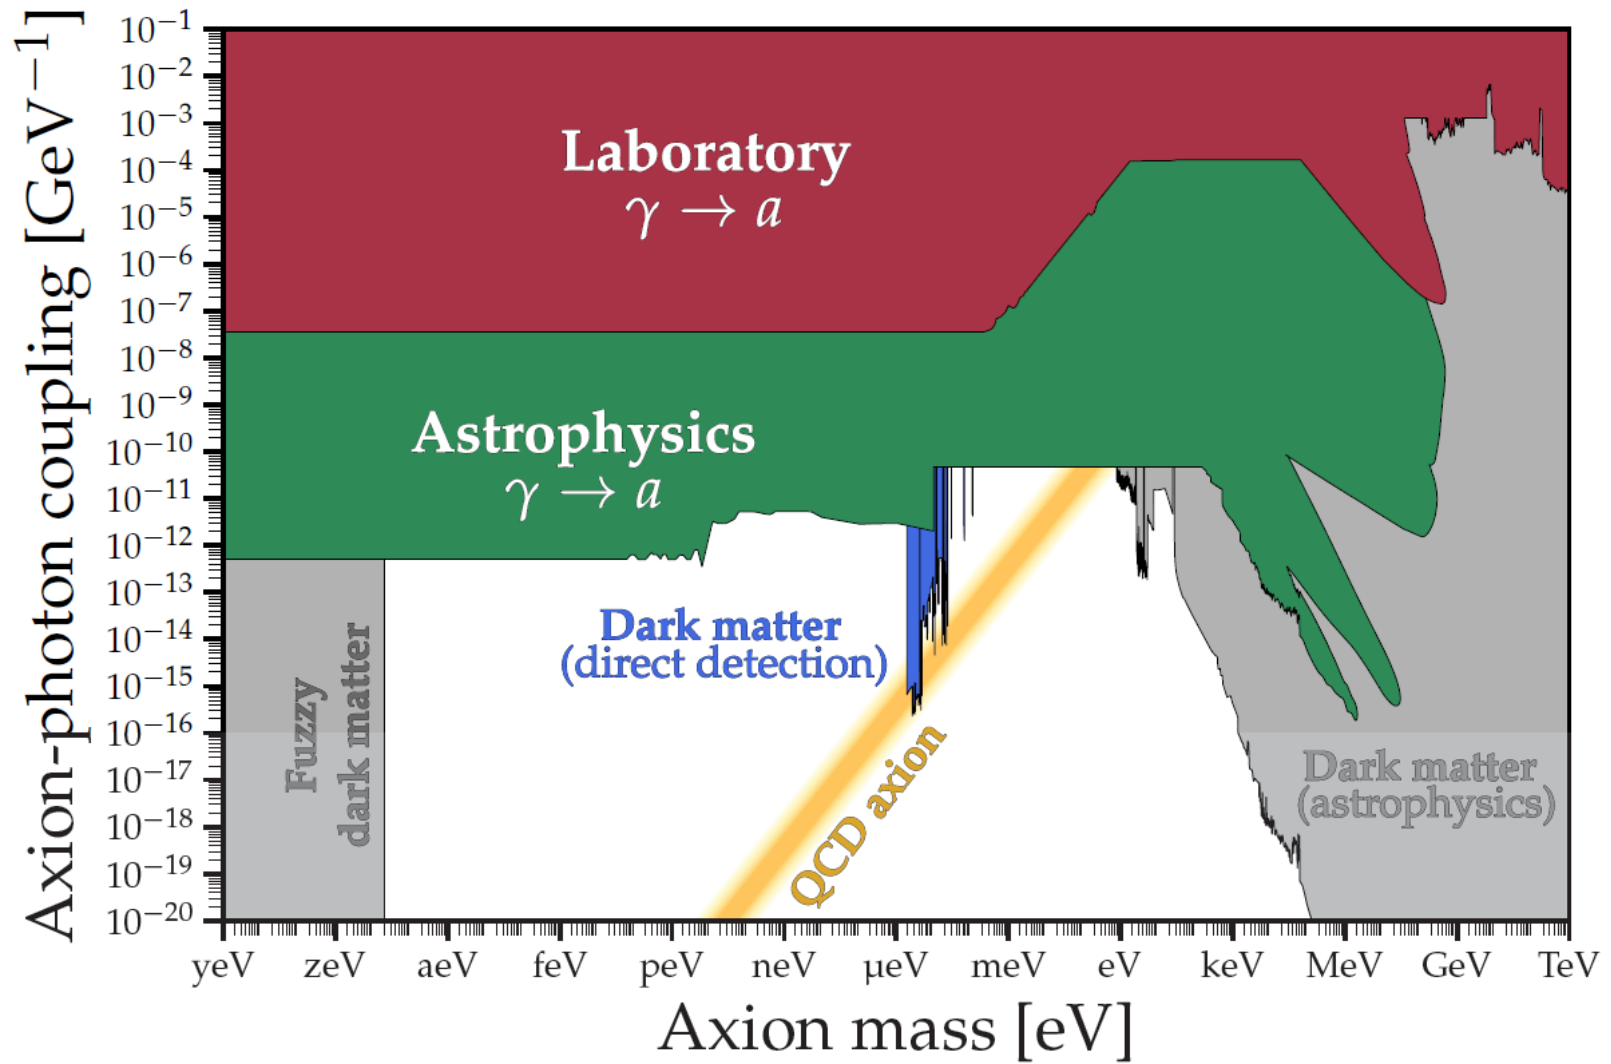 Axion-photon coupling [GeV⁻¹]
10⁻¹
10⁻²
10⁻³
10⁻⁴
10⁻⁵
10⁻⁶
10⁻⁷
10⁻⁸
10⁻⁹
10⁻¹⁰
10⁻¹¹
10⁻¹²
10⁻¹³
10⁻¹⁴
10⁻¹⁵
10⁻¹⁶
10⁻¹⁷
10⁻¹⁸
10⁻¹⁹
10⁻²⁰
Laboratory
γ → a
Astrophysics
γ → a
Dark matter
(direct detection)
Fuzzy
dark matter
QCD axion
Dark matter
(astrophysics)
yeV zeV aeV feV peV neV μeV meV eV keV MeV GeV TeV
Axion mass [eV]